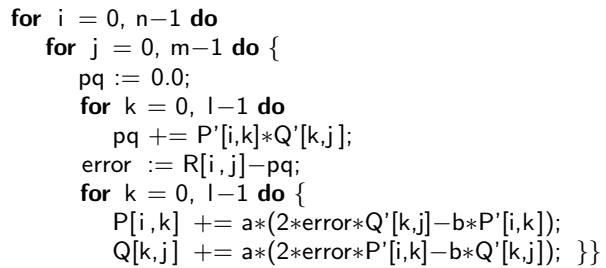 for i = 0, n−1 do
for j = 0, m−1 do {
pq := 0.0;
for k = 0, l−1 do
pq += P'[i,k]*Q'[k,j];
error := R[i,j]−pq;
for k = 0, l−1 do {
P[i,k] += a*(2*error*Q'[k,j]−b*P'[i,k]);
Q[k,j] += a*(2*error*P'[i,k]−b*Q'[k,j]); }}